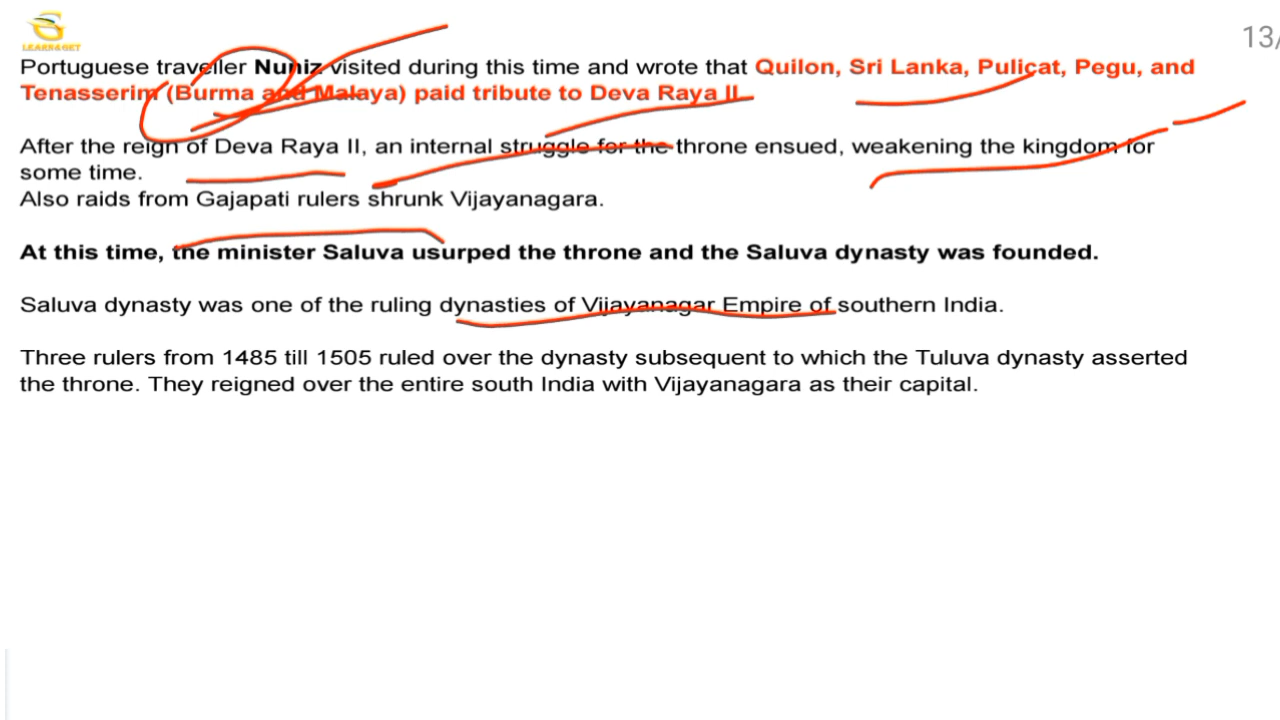 LEARN&GET
13/
Portuguese traveller Nuniz visited during this time and wrote that Quilon, Sri Lanka, Pulicat, Pegu, and
Tenasserim (Burma and Malaya) paid tribute to Deva Raya II.
After the reign of Deva Raya II, an internal struggle for the throne ensued, weakening the kingdom for
some time.
Also raids from Gajapati rulers shrunk Vijayanagara.
At this time, the minister Saluva usurped the throne and the Saluva dynasty was founded.
Saluva dynasty was one of the ruling dynasties of Vijayanagar Empire of southern India.
Three rulers from 1485 till 1505 ruled over the dynasty subsequent to which the Tuluva dynasty asserted
the throne. They reigned over the entire south India with Vijayanagara as their capital.